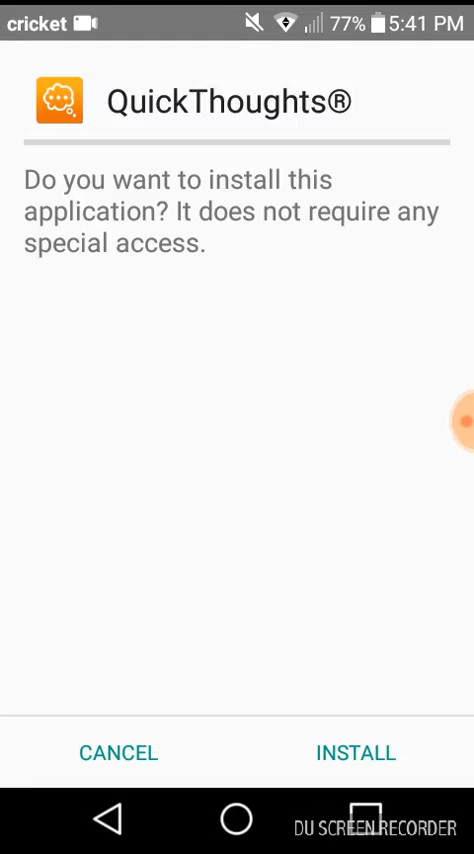 cricket 77% 5:41 PM
QuickThoughts®
Do you want to install this
application? It does not require any
special access.
CANCEL INSTALL
DU SCREEN RECORDER